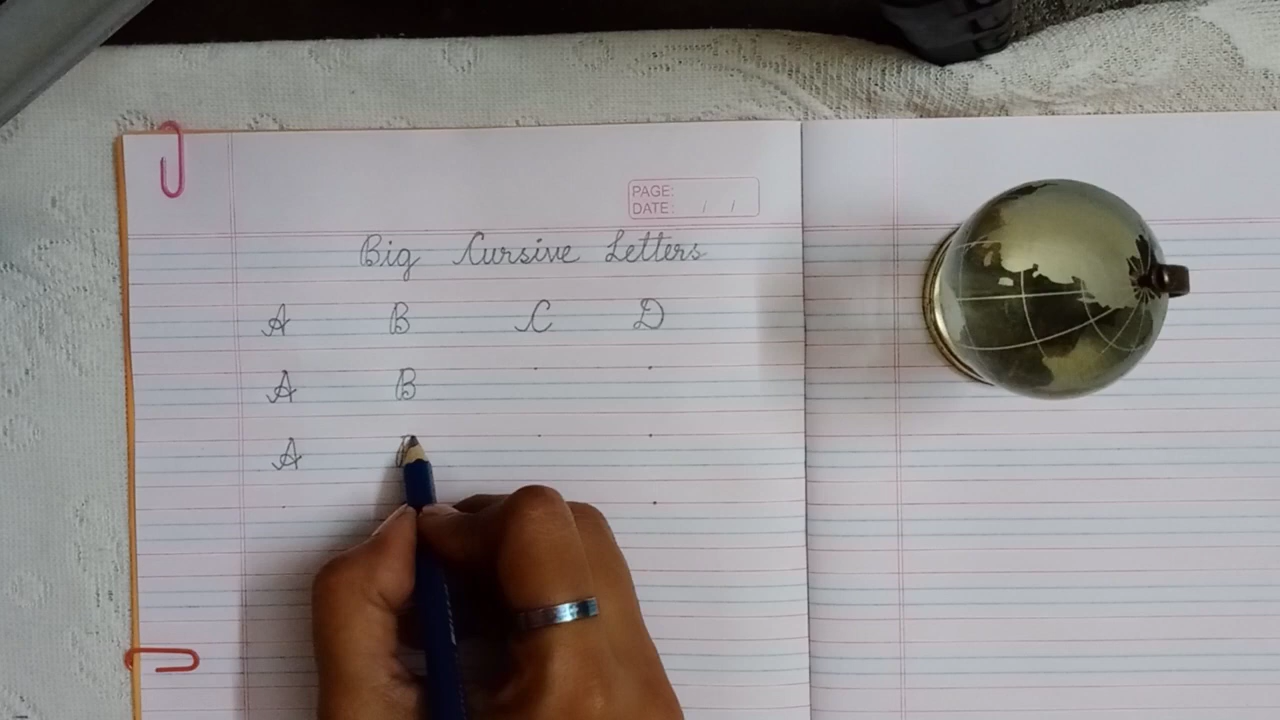 PAGE:
DATE: / /
Big Cursive Letters
A B C D
A B
A